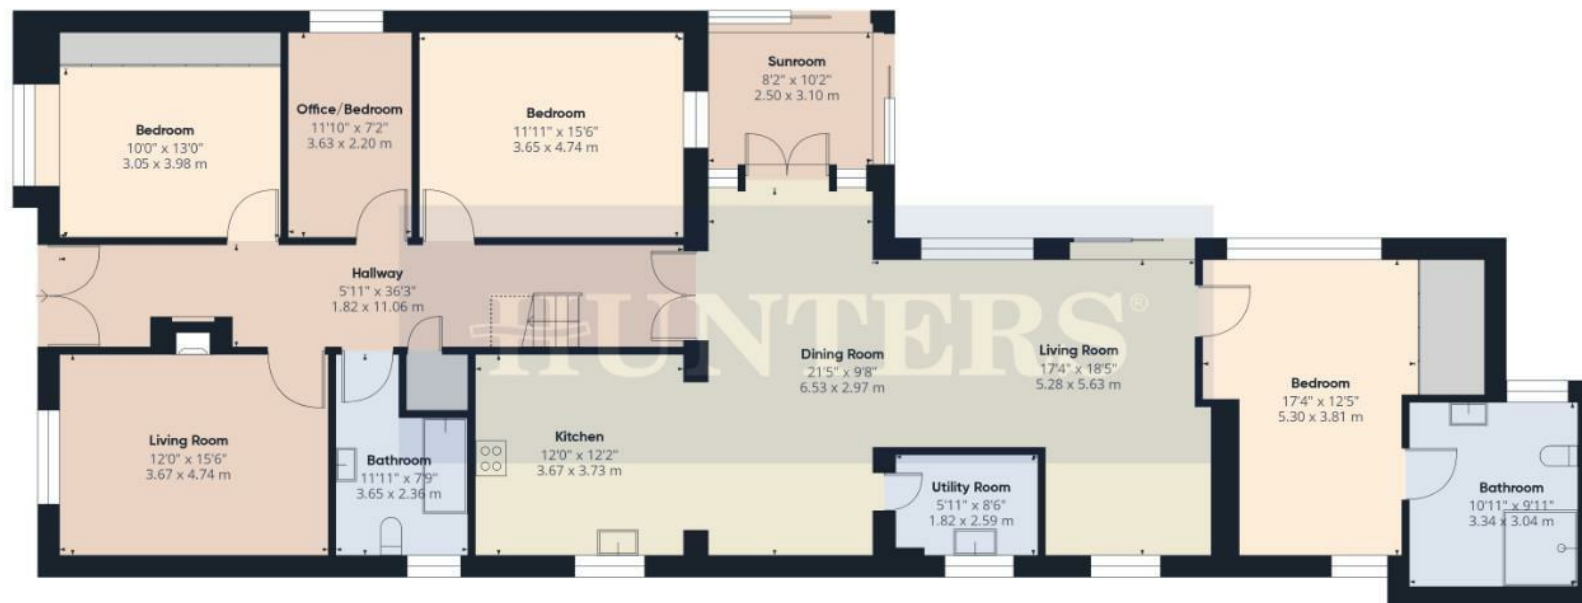 Sunroom
8'2" x 10'2"
2.50 x 3.10 m
Office/Bedroom
11'10" x 7'2"
3.63 x 2.20 m
Bedroom
11'11" x 15'6"
3.65 x 4.74 m
Bedroom
10'0" x 13'0"
3.05 x 3.98 m
Hallway
5'11" x 36'3"
1.82 x 11.06 m
HUNTERS®
Dining Room
21'5" x 9'8"
6.53 x 2.97 m
Living Room
17'4" x 18'5"
5.28 x 5.63 m
Bedroom
17'4" x 12'5"
5.30 x 3.81 m
Living Room
12'0" x 15'6"
3.67 x 4.74 m
Bathroom
11'11" x 7'9"
3.65 x 2.36 m
Kitchen
12'0" x 12'2"
3.67 x 3.73 m
Utility Room
5'11" x 8'6"
1.82 x 2.59 m
Bathroom
10'11" x 9'11"
3.34 x 3.04 m